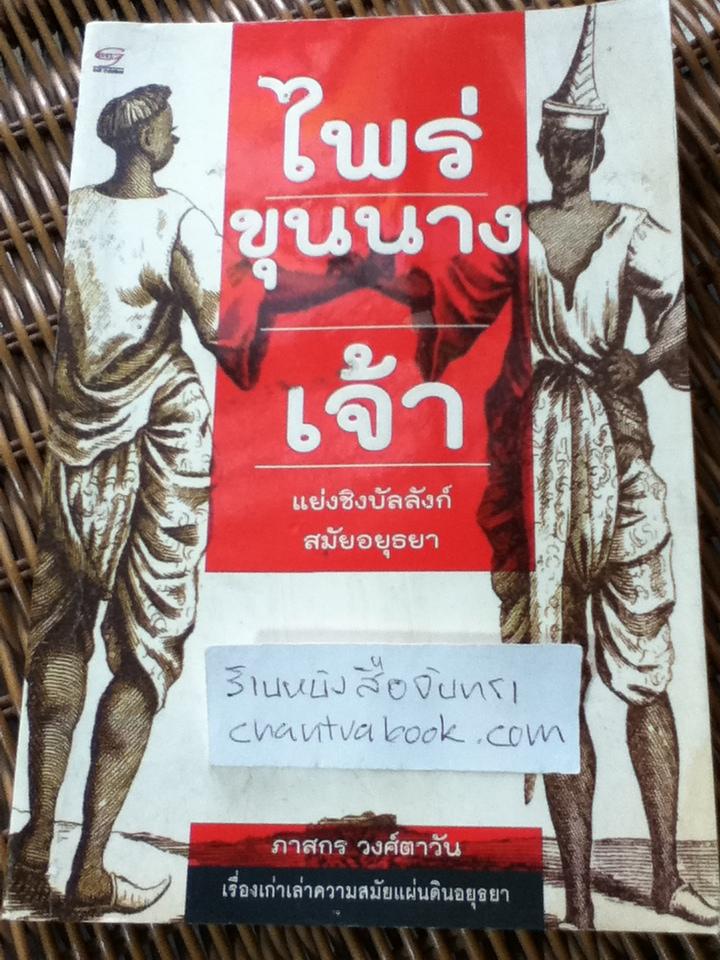 ไพร่
ขุนนาง
เจ้า
แย่งชิงบัลลังก์
สมัยอยุธยา
ร้านหนังสือจันทรา
chantrabook.com
ภาสกร วงศ์ตาวัน
เรื่องเก่าเล่าความสมัยแผ่นดินอยุธยา